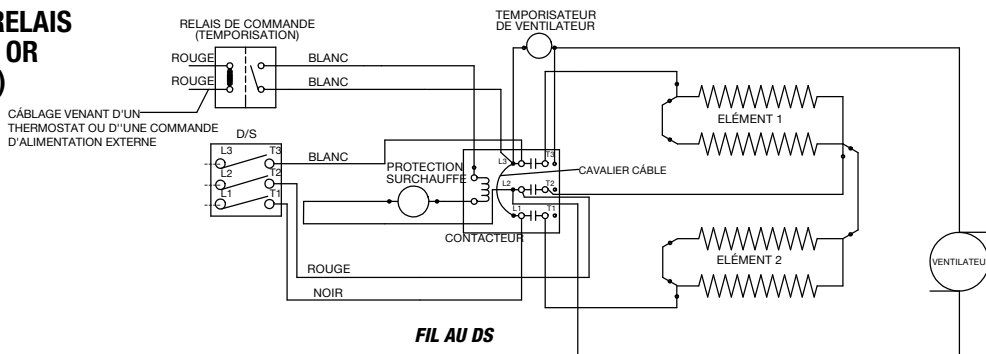 RELAIS
OR
)
RELAIS DE COMMANDE
(TEMPORISATION)
TEMPORISATEUR
DE VENTILATEUR
ROUGE
BLANC
ROUGE
BLANC
CÁBLAGE VENANT D'UN
THERMOSTAT OU D''UNE COMMANDE
D'ALIMENTATION EXTERNE
ELÉMENT 1
D/S
L3 T3
BLANC
L2 T2
L1 T1
PROTECTION
SURCHAUFFE
L3 T3
CAVALIER CÂBLE
L2 T2
L1 T1
CONTACTEUR
ELÉMENT 2
VENTILATEU
ROUGE
NOIR
FIL AU DS